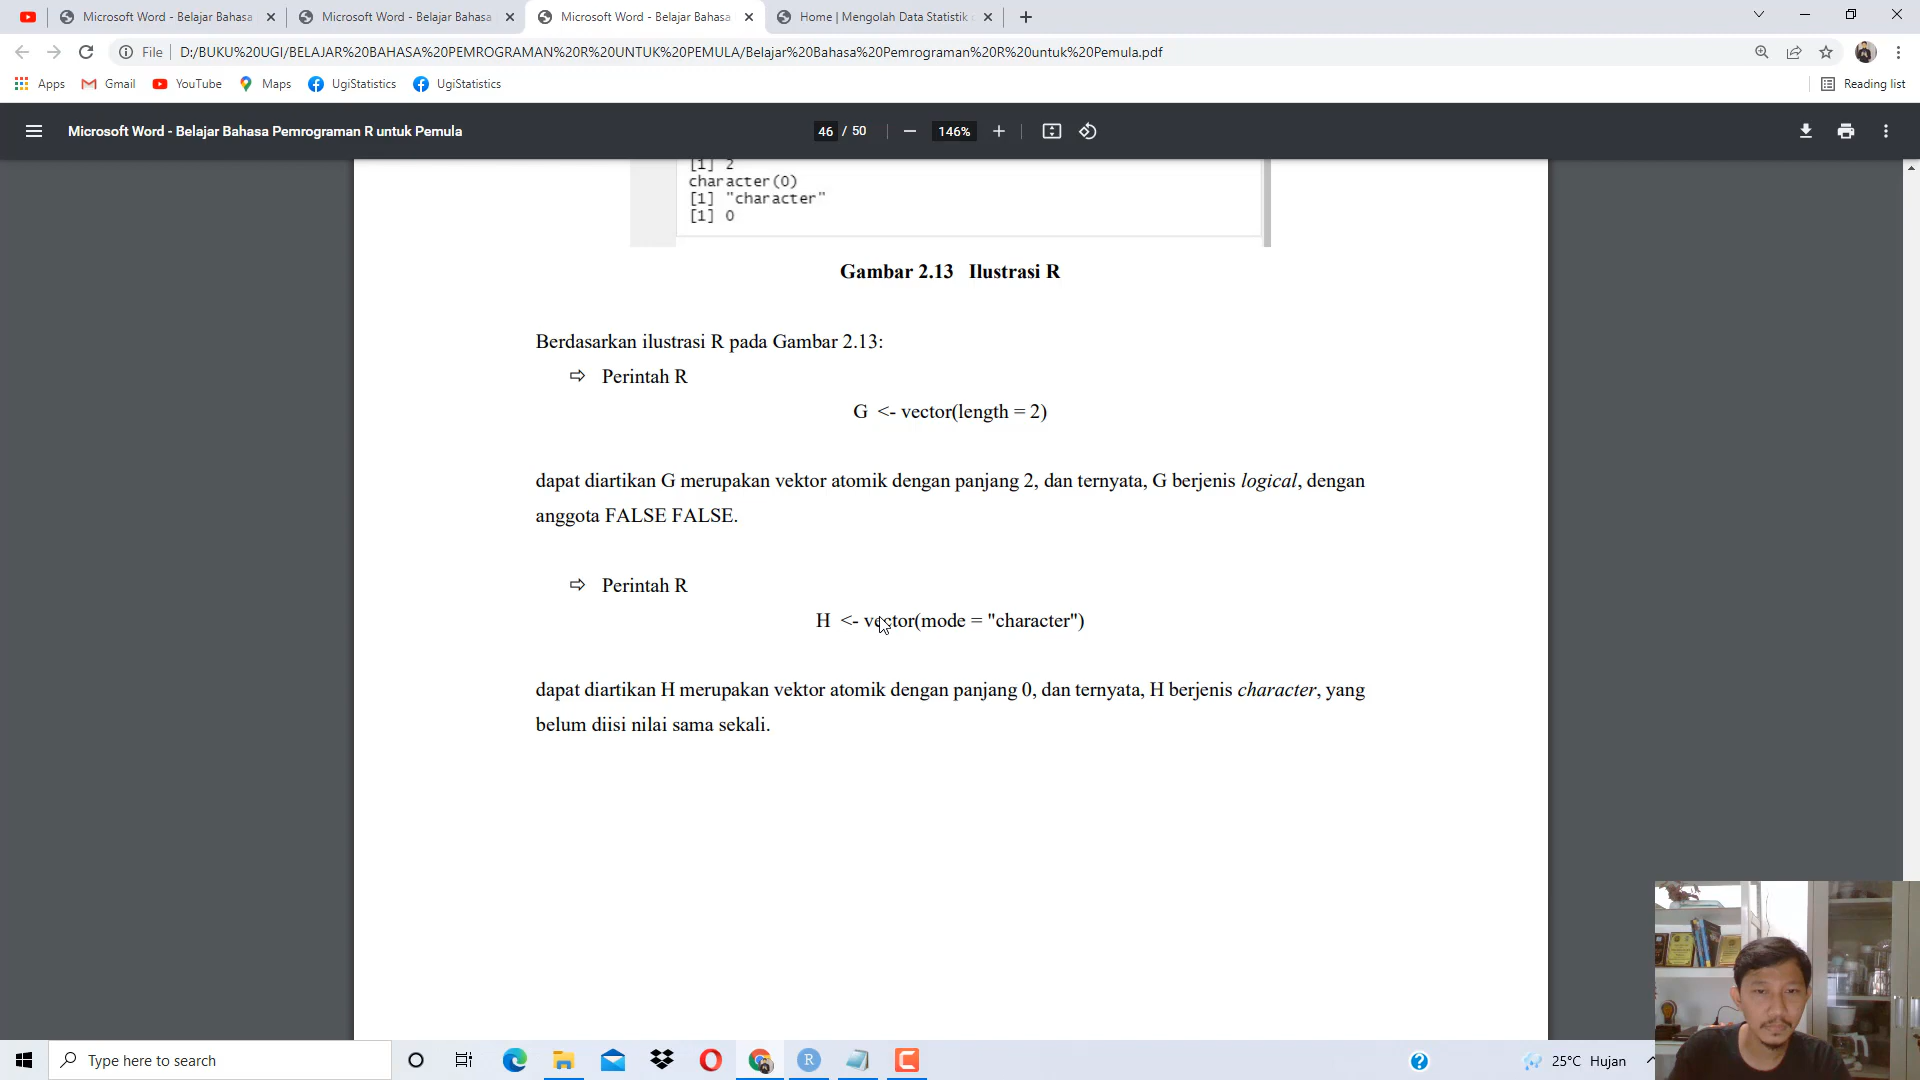 Microsoft Word - Belajar Bahasa
Microsoft Word - Belajar Bahasa
Microsoft Word - Belajar Bahasa
Home | Mengolah Data Statistik
File
D:/BUKU%20UGI/BELAJAR%20BAHASA%20PEMROGRAMAN%20R%20UNTUK%20PEMULA/Belajar%20Bahasa%20Pemrograman%20R%20untuk%20Pemula.pdf
Apps
Gmail
YouTube
Maps
UgiStatistics
UgiStatistics
Reading list
Microsoft Word - Belajar Bahasa Pemrograman R untuk Pemula
46 / 50
146%
[1] 2
character(0)
[1] "character"
[1] 0
Gambar 2.13 Ilustrasi R
Berdasarkan ilustrasi R pada Gambar 2.13:
⇨ Perintah R
G <- vector(length = 2)
dapat diartikan G merupakan vektor atomik dengan panjang 2, dan ternyata, G berjenis logical, dengan
anggota FALSE FALSE.
⇨ Perintah R
H <- vector(mode = "character")
dapat diartikan H merupakan vektor atomik dengan panjang 0, dan ternyata, H berjenis character, yang
belum diisi nilai sama sekali.
Type here to search
25°C Hujan